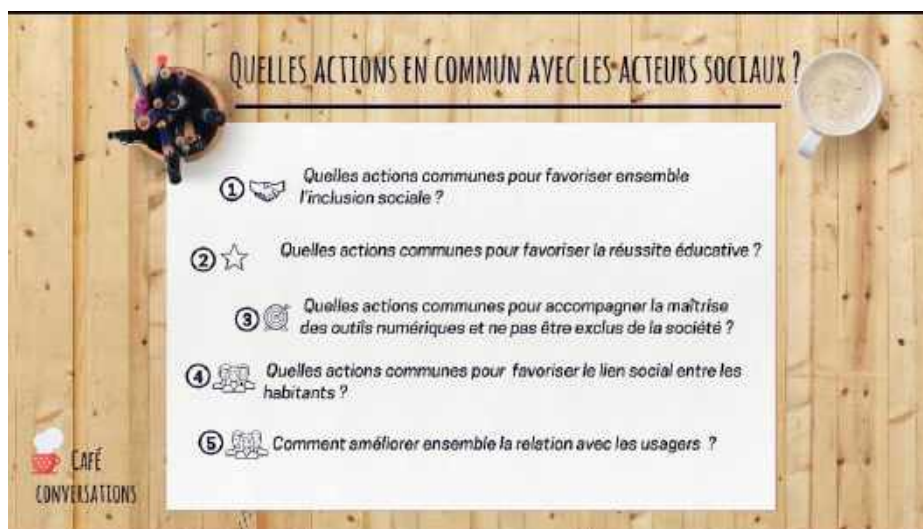 QUELLES ACTIONS EN COMMUN AVEC LES ACTEURS SOCIAUX ?
1 Quelles actions communes pour favoriser ensemble
l'inclusion sociale ?
2 Quelles actions communes pour favoriser la réussite éducative ?
3 Quelles actions communes pour accompagner la maîtrise
des outils numériques et ne pas être exclus de la société ?
4 Quelles actions communes pour favoriser le lien social entre les
habitants ?
5 Comment améliorer ensemble la relation avec les usagers ?
CAFÉ
CONVERSATIONS